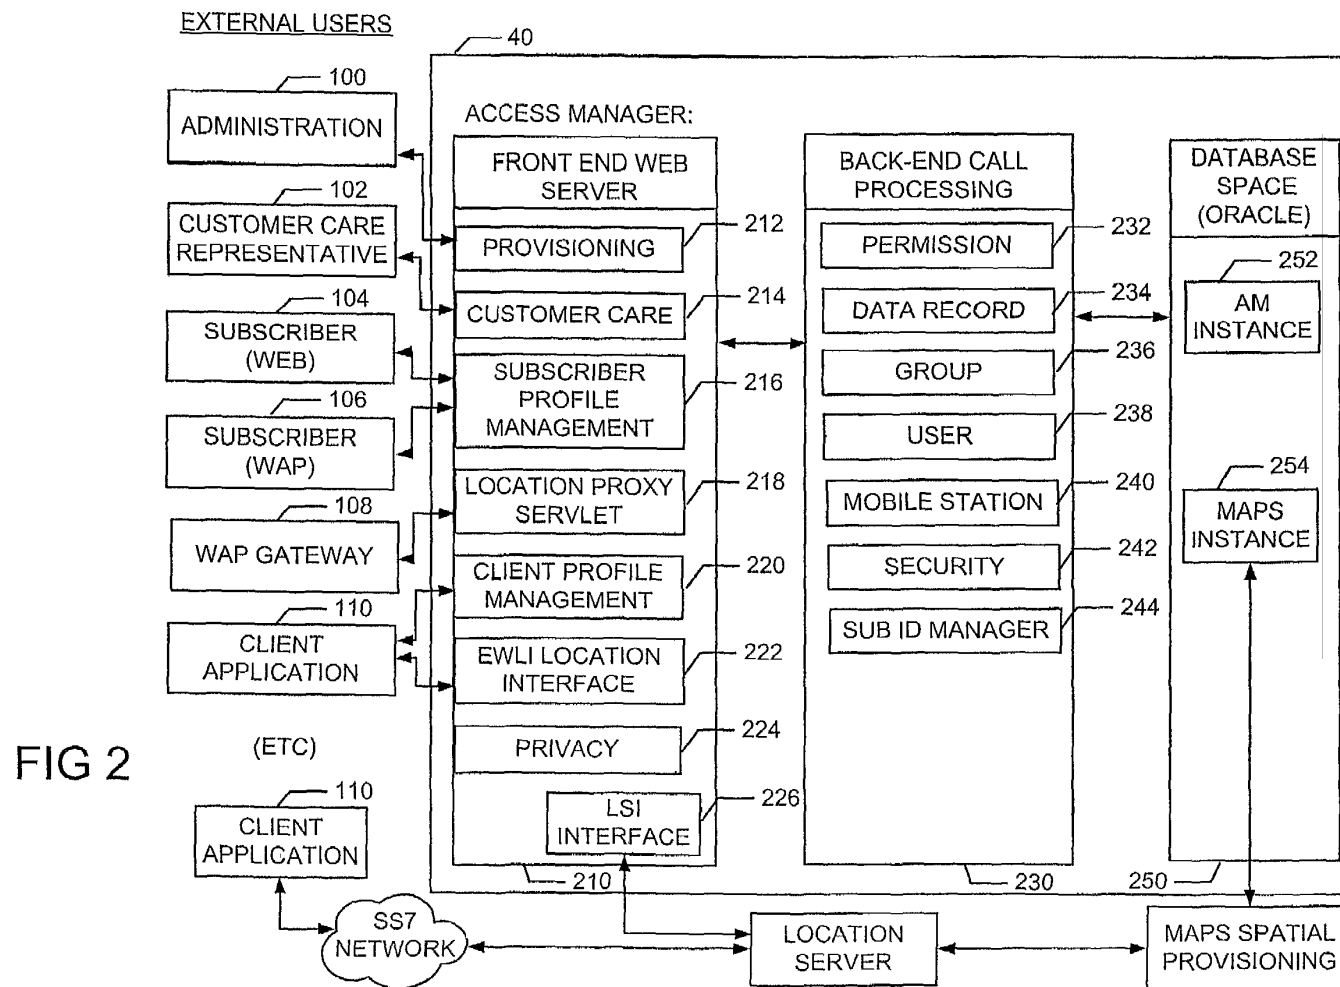 EXTERNAL USERS
40
100
ADMINISTRATION
102
CUSTOMER CARE
REPRESENTATIVE
104
SUBSCRIBER
(WEB)
106
SUBSCRIBER
(WAP)
108
WAP GATEWAY
110
CLIENT
APPLICATION
(ETC)
110
CLIENT
APPLICATION
SS7
NETWORK
ACCESS MANAGER:
FRONT END WEB
SERVER
PROVISIONING
212
CUSTOMER CARE
214
SUBSCRIBER
PROFILE
MANAGEMENT
216
LOCATION PROXY
SERVLET
218
CLIENT PROFILE
MANAGEMENT
220
EWLI LOCATION
INTERFACE
222
PRIVACY
224
LSI
INTERFACE
226
210
BACK-END CALL
PROCESSING
PERMISSION
232
DATA RECORD
234
GROUP
236
USER
238
MOBILE STATION
240
SECURITY
242
SUB ID MANAGER
244
230
DATABASE
SPACE
(ORACLE)
252
AM
INSTANCE
254
MAPS
INSTANCE
250
LOCATION
SERVER
MAPS SPATIAL
PROVISIONING
FIG 2